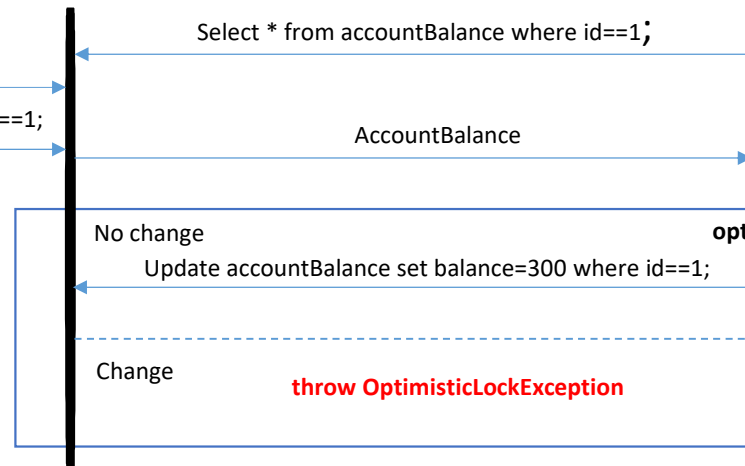 Select * from accountBalance where id==1;
==1;
AccountBalance
No change
opt
Update accountBalance set balance=300 where id==1;
Change
throw OptimisticLockException